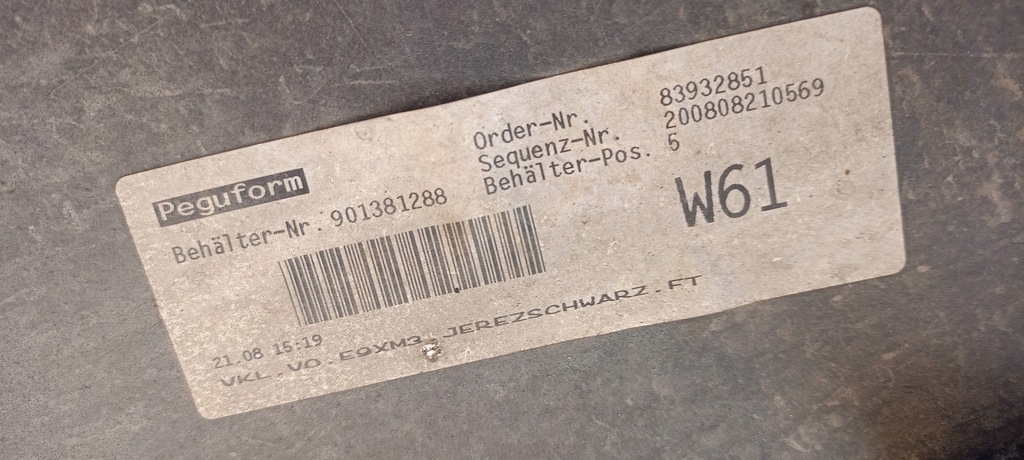 Peguform
Order-Nr. 83932851
Sequenz-Nr. 200808210569
Behälter-Pos. 5
Behälter-Nr. 901381288
W61
21.08 15:19
VKL.VO.E9XM3.JEREZSCHWARZ.FT